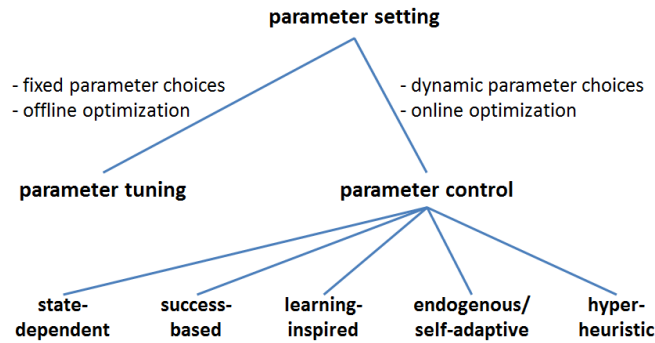 parameter setting
- fixed parameter choices
- offline optimization
- dynamic parameter choices
- online optimization
parameter tuning
parameter control
state-
dependent
success-
based
learning-
inspired
endogenous/
self-adaptive
hyper-
heuristic